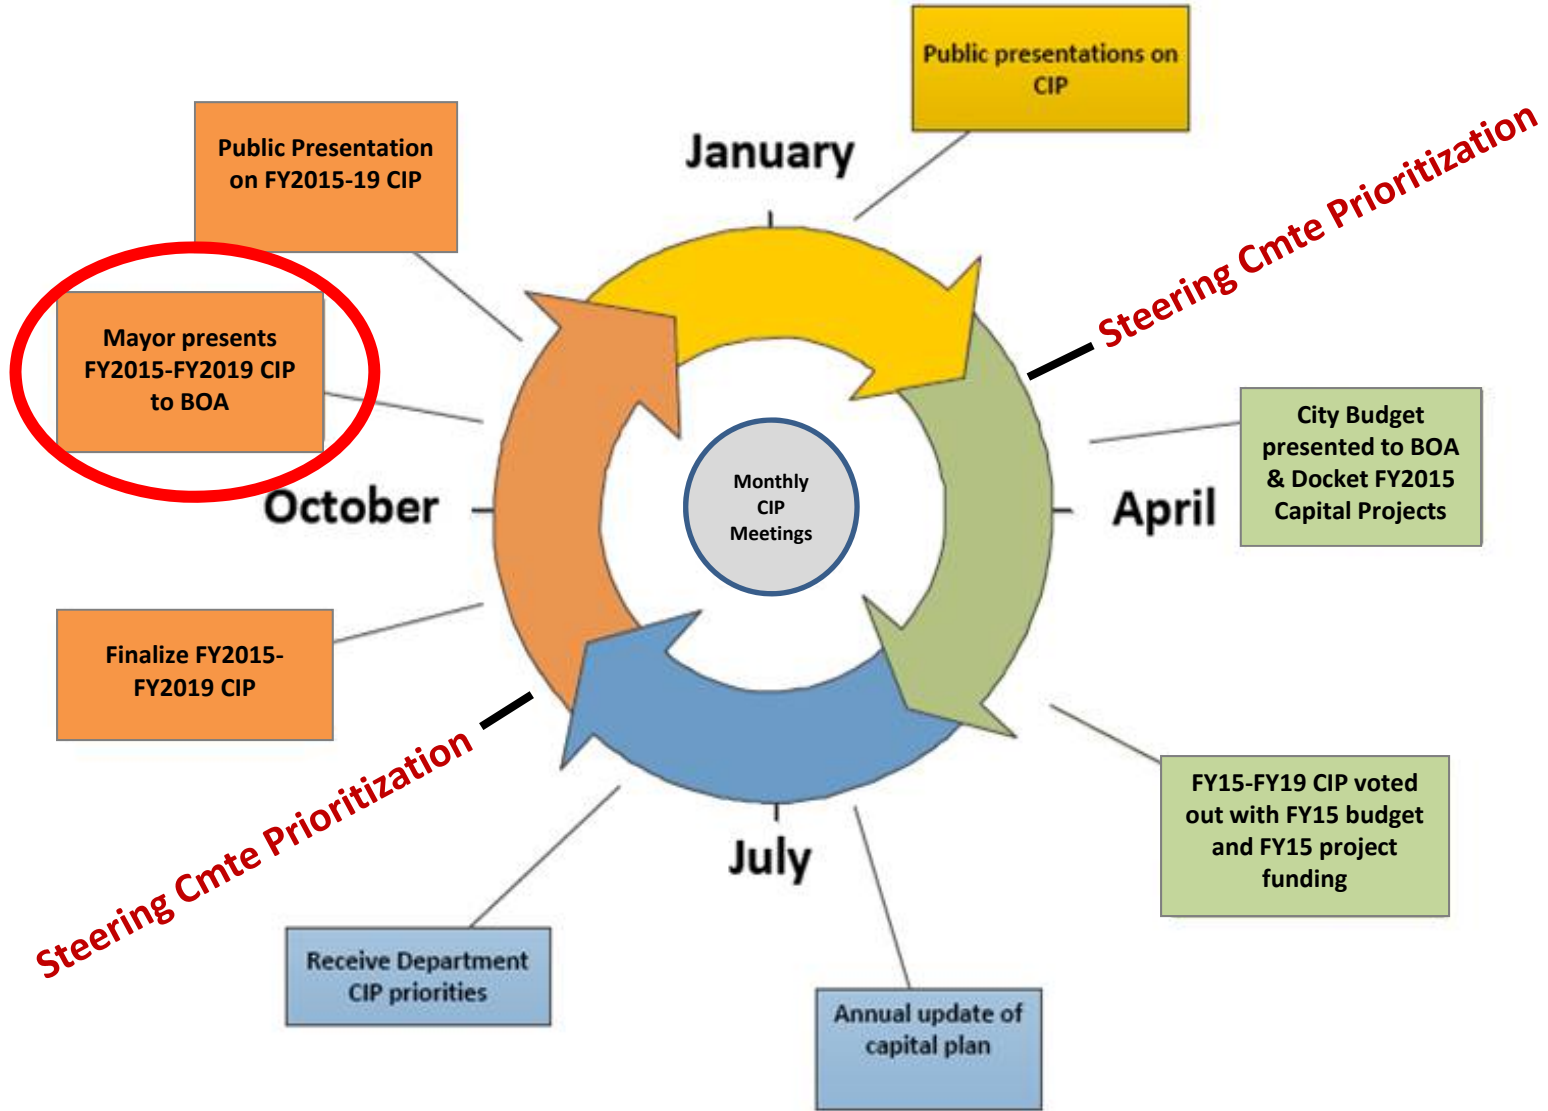 Public presentations on
CIP
Public Presentation
on FY2015-19 CIP
January
Steering Cmte Prioritization
Mayor presents
FY2015-FY2019 CIP
to BOA
City Budget
presented to BOA
& Docket FY2015
Capital Projects
Monthly
CIP
Meetings
October
April
Finalize FY2015-
FY2019 CIP
Steering Cmte Prioritization
FY15-FY19 CIP voted
out with FY15 budget
and FY15 project
funding
July
Receive Department
CIP priorities
Annual update of
capital plan